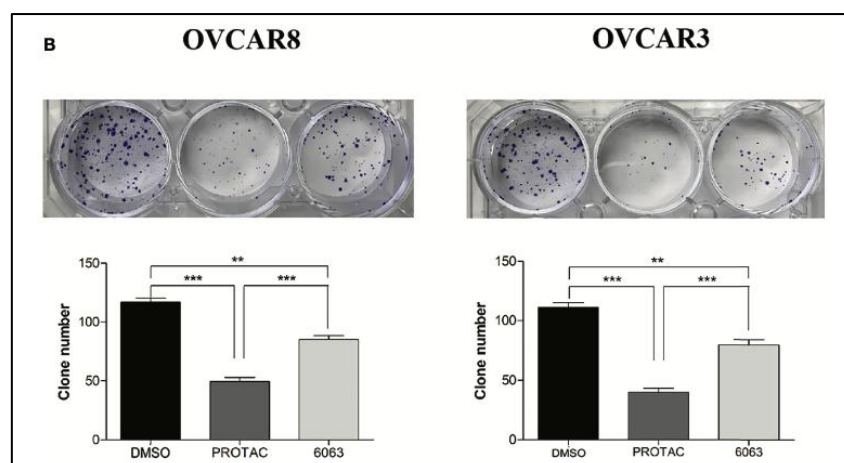 B
OVCAR8
OVCAR3
**
***
***
150
100
50
0
Clone number
DMSO
PROTAC
6063
**
***
***
150
100
50
0
Clone number
DMSO
PROTAC
6063